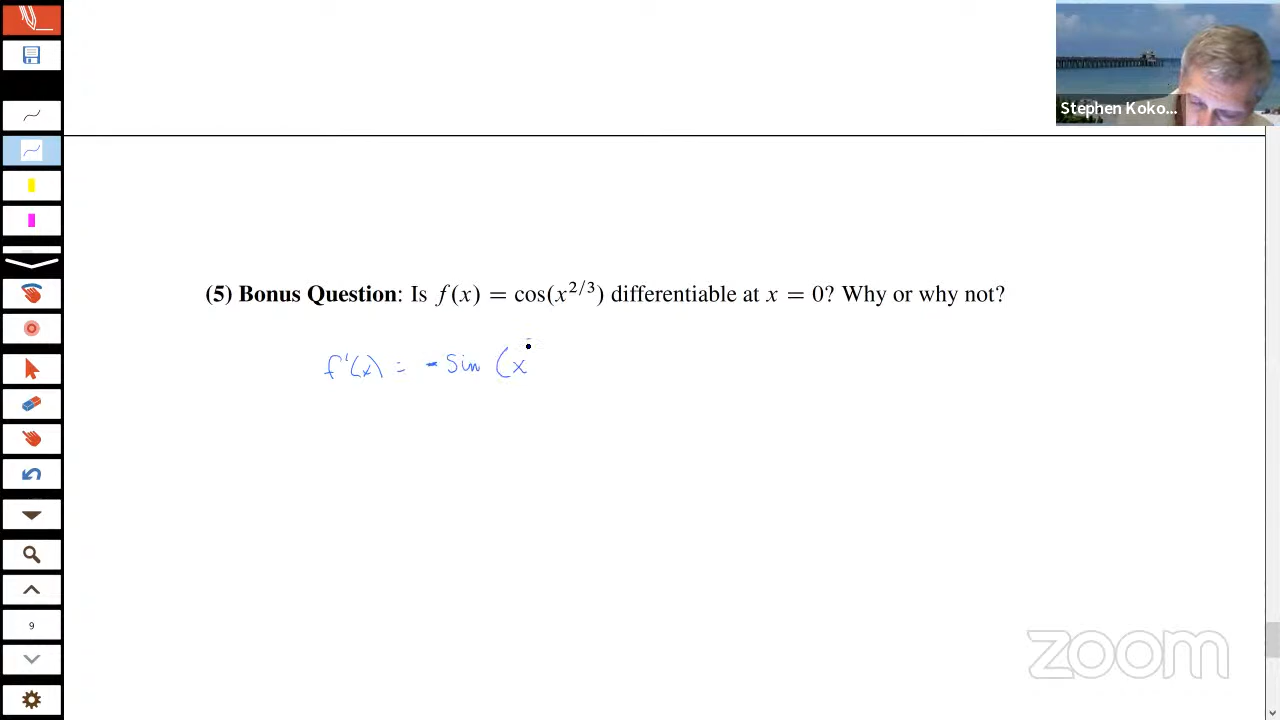 Stephen Koko...
(5) Bonus Question: Is f(x) = cos(x^{2/3}) differentiable at x = 0? Why or why not?
f'(x) = -Sin (x
9
zoom